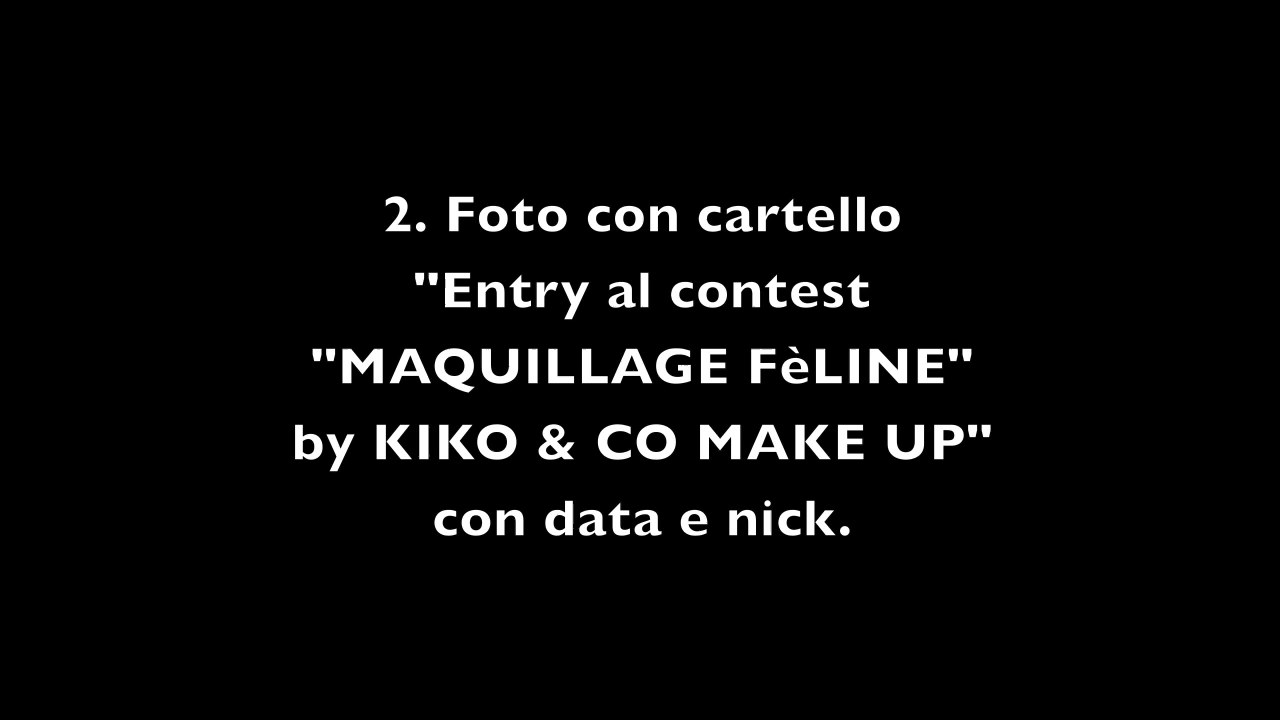 2. Foto con cartello
"Entry al contest
"MAQUILLAGE FèLINE"
by KIKO & CO MAKE UP"
con data e nick.